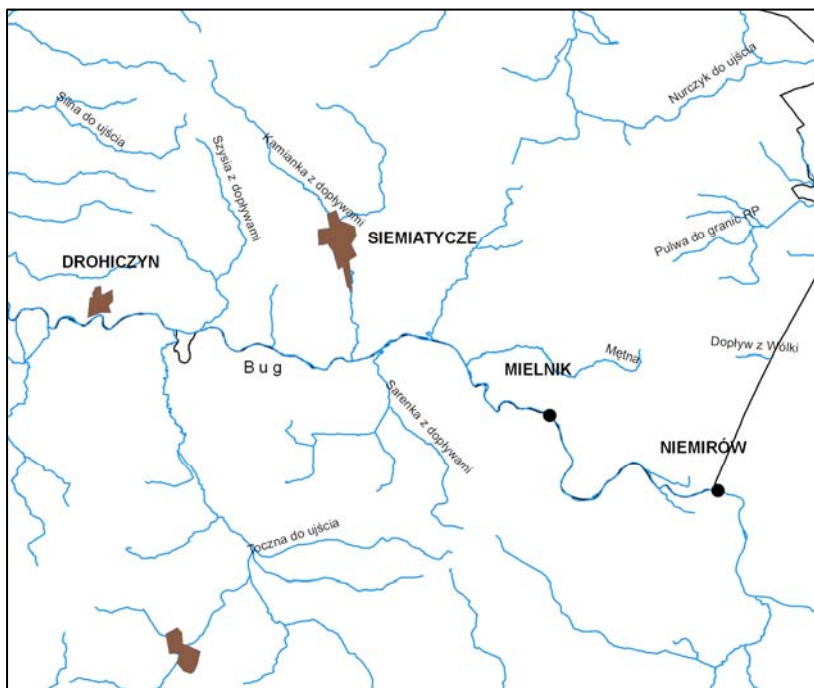 Nurczyk do ujścia
Silna do ujścia
Szysia z dopływami
Kamianka z dopływami
SIEMIATYCZE
Pulwa do granic RP
DROHICZYN
Dopływ z Wólki
Mętna
Bug
MIELNIK
Sarenka z dopływami
NIEMIRÓW
Toczna do ujścia